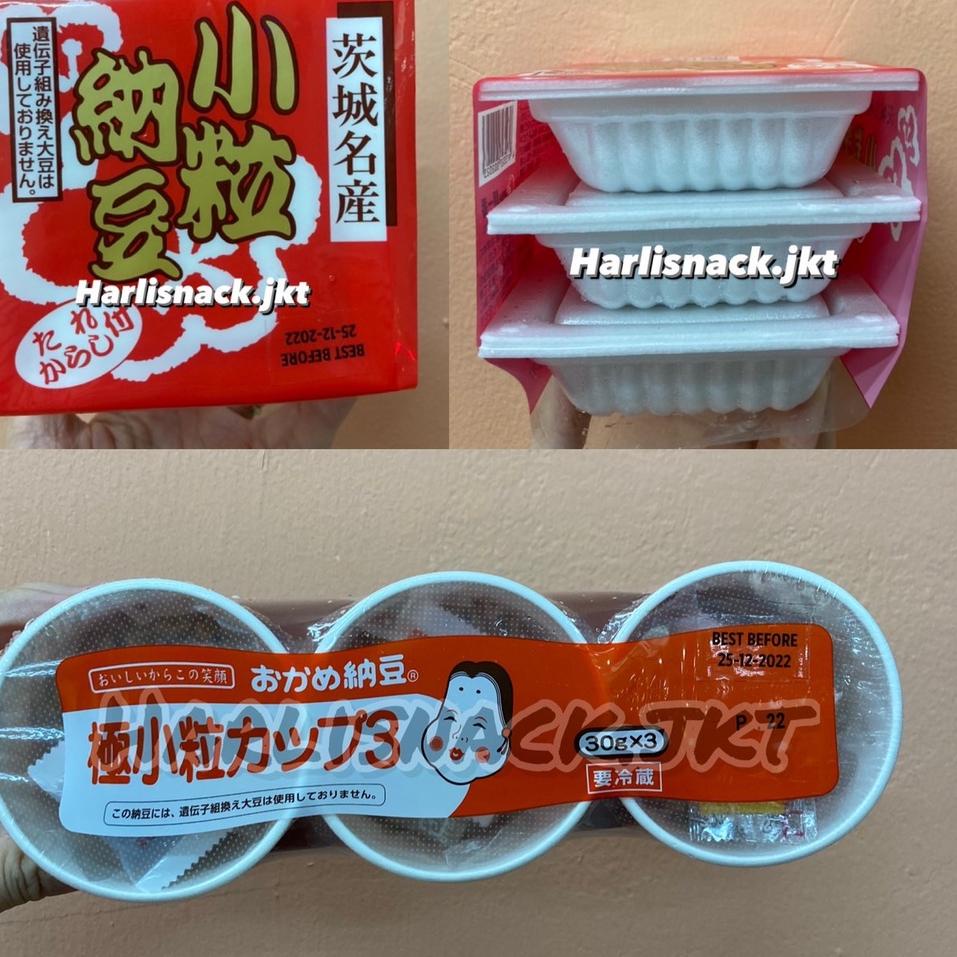 茨城名産
小粒
納豆
遺伝子組み換え大豆は
使用しておりません。
たれ
からし付
BEST BEFORE
25-12-2022
Harlisnack.jkt
Harlisnack.jkt
おいしいからこの笑顔
おかめ納豆®
極小粒カップ3
この納豆には、遺伝子組換え大豆は使用しておりません。
30g×3
要冷蔵
BEST BEFORE
25-12-2022
HARLISNACK.JKT